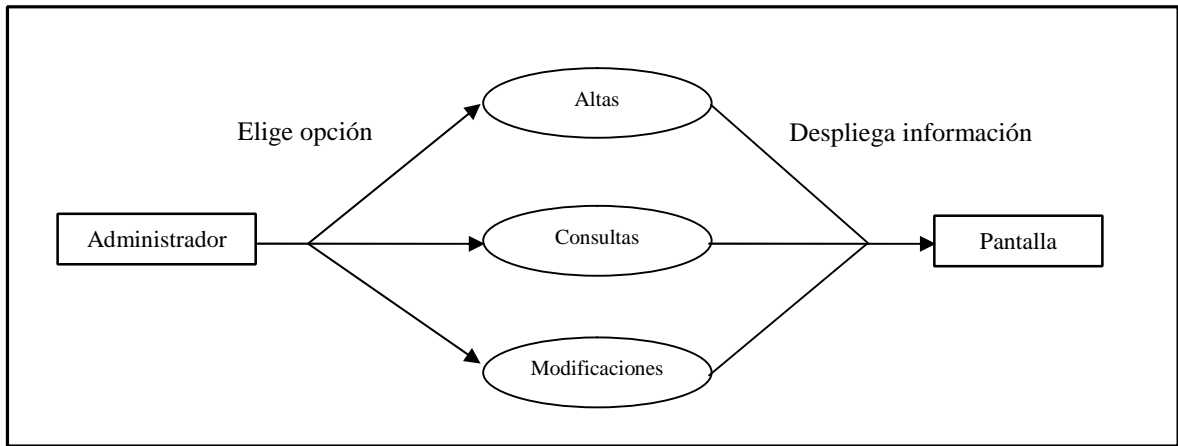 Altas
Elige opción
Despliega información
Administrador
Consultas
Pantalla
Modificaciones